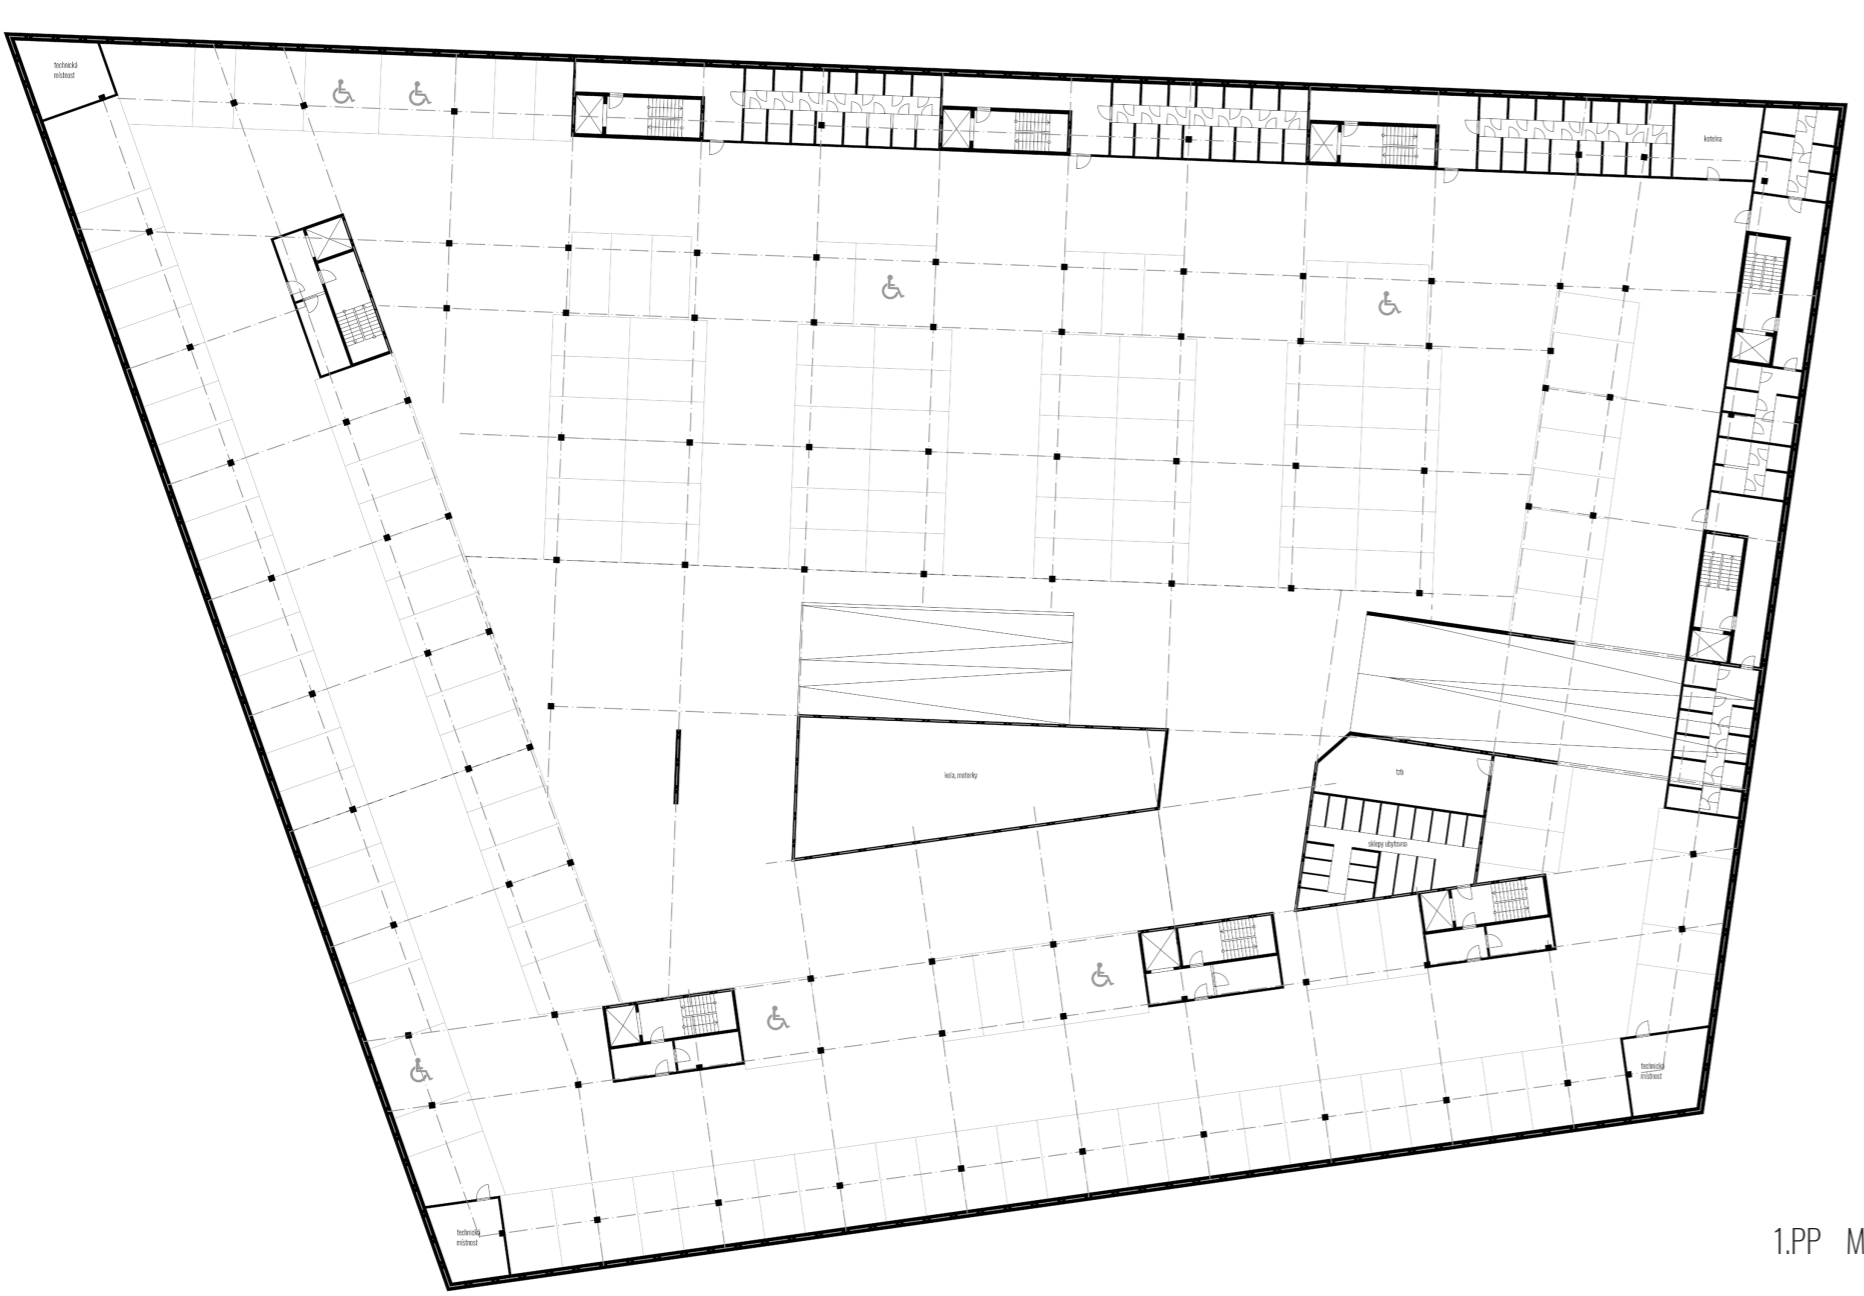 technická
místnost
kotelna
kola, motorky
tzb
sklepy ubytovna
technická
místnost
technická
místnost
1.PP M